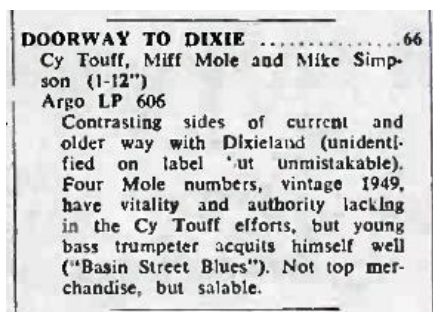 DOORWAY TO DIXIE ..............66
Cy Touff, Miff Mole and Mike Simp-
son (1-12")
Argo LP 606
Contrasting sides of current and
older way with Dixieland (unidenti-
fied on label 'ut unmistakable).
Four Mole numbers, vintage 1949,
have vitality and authority lacking
in the Cy Touff efforts, but young
bass trumpeter acquits himself well
("Basin Street Blues"). Not top mer-
chandise, but salable.